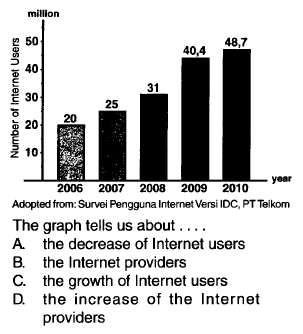 million
Number of Internet Users
50
40
30
20
10
20
25
31
40,4
48,7
2006 2007 2008 2009 2010
year
Adopted from: Survei Pengguna Internet Versi IDC, PT Telkom
The graph tells us about . . . .
A. the decrease of Internet users
B. the Internet providers
C. the growth of Internet users
D. the increase of the Internet
providers